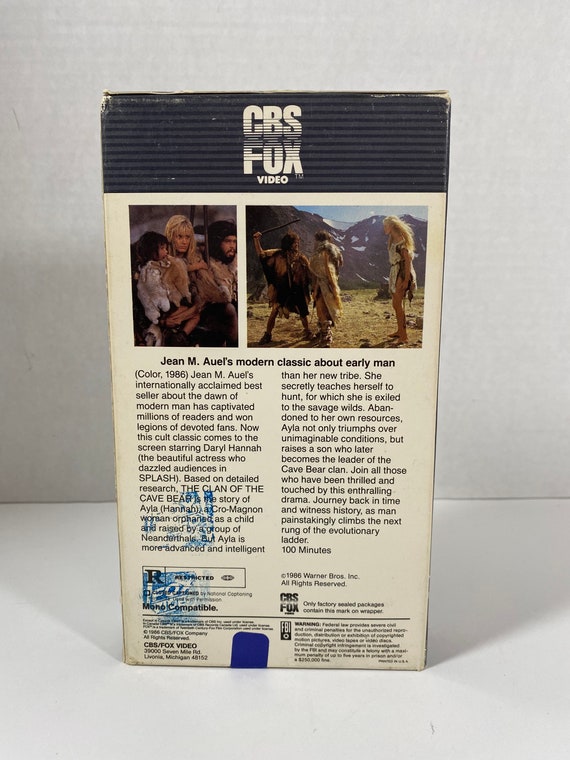 CBS
FOX
VIDEO™
Jean M. Auel's modern classic about early man
(Color, 1986) Jean M. Auel's
internationally acclaimed best
seller about the dawn of
modern man has captivated
millions of readers and won
legions of devoted fans. Now
this cult classic comes to the
screen starring Daryl Hannah
(the beautiful actress who
dazzled audiences in
SPLASH). Based on detailed
research, THE CLAN OF THE
CAVE BEAR is the story of
Ayla (Hannah), a Cro-Magnon
woman orphaned as a child
and raised by a group of
Neanderthals. But Ayla is
more advanced and intelligent
than her new tribe. She
secretly teaches herself to
hunt, for which she is exiled
to the savage wilds. Aban-
doned to her own resources,
Ayla not only triumphs over
unimaginable conditions, but
raises a son who later
becomes the leader of the
Cave Bear clan. Join all those
who have been thrilled and
touched by this enthralling
drama. Journey back in time
and witness history, as man
painstakingly climbs the next
rung of the evolutionary
ladder.
100 Minutes
R RESTRICTED
CLOSED CAPTIONED by National Captioning
Used with Permission.
Mono Compatible.
©1986 Warner Bros. Inc.
All Rights Reserved.
CBS
FOX
VIDEO
Only factory sealed packages
contain this mark on wrapper.
© 1986 CBS/FOX Company
All Rights Reserved.
CBS/FOX VIDEO
39000 Seven Mile Rd.
Livonia, Michigan 48152
FBI
WARNING: Federal law provides severe civil
and criminal penalties for the unauthorized repro-
duction, distribution or exhibition of copyrighted
motion pictures, video tapes or video discs.
Criminal copyright infringement is investigated
by the FBI and may constitute a felony with a maxi-
mum penalty of up to five years in prison and/or
a $250,000 fine.
PRINTED IN U.S.A.